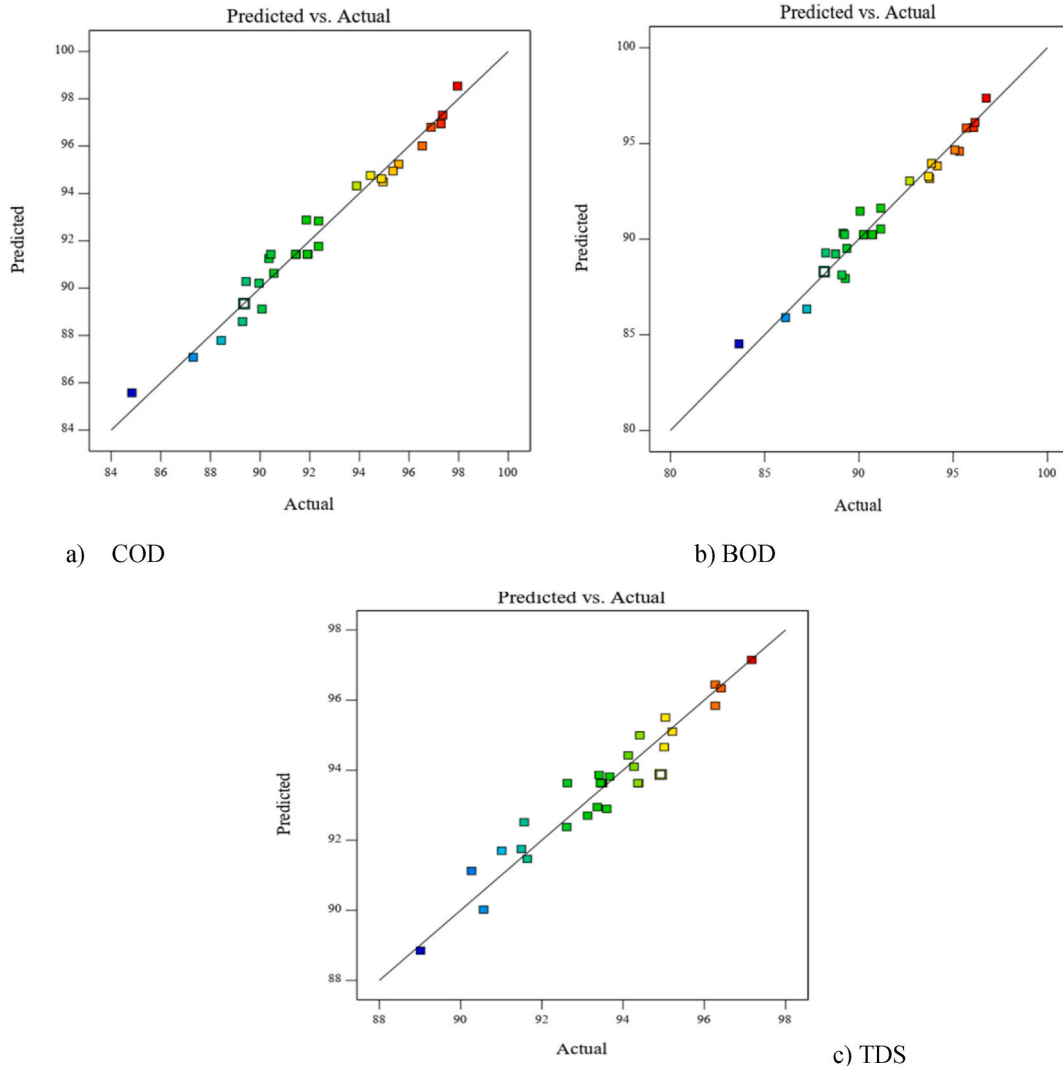 Predicted vs. Actual
100
98
96
94
92
90
88
86
84
Predicted
84 86 88 90 92 94 96 98 100
Actual
a) COD
Predicted vs. Actual
100
95
90
85
80
Predicted
80 85 90 95 100
Actual
b) BOD
Predicted vs. Actual
98
96
94
92
90
88
Predicted
88 90 92 94 96 98
Actual
c) TDS